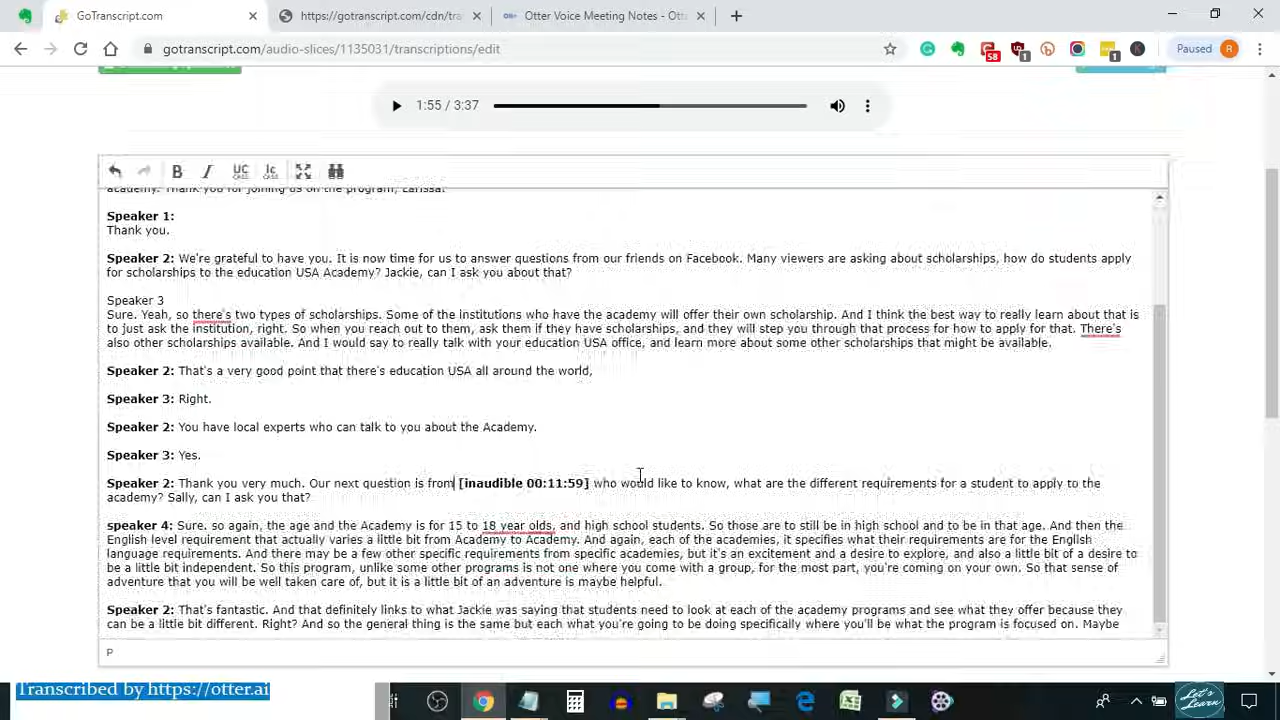 GoTranscript.com
https://gotranscript.com/cdn/tra
Otter Voice Meeting Notes - Ott
gotranscript.com/audio-slices/1135031/transcriptions/edit
58
1
1
Paused
R
1:55 / 3:37
B I UC CASE lc CASE
academy. Thank you for joining us on the program, Larissa.
Speaker 1:
Thank you.
Speaker 2: We're grateful to have you. It is now time for us to answer questions from our friends on Facebook. Many viewers are asking about scholarships, how do students apply
for scholarships to the education USA Academy? Jackie, can I ask you about that?
Speaker 3
Sure. Yeah, so there's two types of scholarships. Some of the institutions who have the academy will offer their own scholarship. And I think the best way to really learn about that is
to just ask the institution, right. So when you reach out to them, ask them if they have scholarships, and they will step you through that process for how to apply for that. There's
also other scholarships available. And I would say to really talk with your education USA office, and learn more about some other scholarships that might be available.
Speaker 2: That's a very good point that there's education USA all around the world,
Speaker 3: Right.
Speaker 2: You have local experts who can talk to you about the Academy.
Speaker 3: Yes.
Speaker 2: Thank you very much. Our next question is from [inaudible 00:11:59] who would like to know, what are the different requirements for a student to apply to the
academy? Sally, can I ask you that?
speaker 4: Sure. so again, the age and the Academy is for 15 to 18 year olds, and high school students. So those are to still be in high school and to be in that age. And then the
English level requirement that actually varies a little bit from Academy to Academy. And again, each of the academies, it specifies what their requirements are for the English
language requirements. And there may be a few other specific requirements from specific academies, but it's an excitement and a desire to explore, and also a little bit of a desire to
be a little bit independent. So this program, unlike some other programs is not one where you come with a group, for the most part, you're coming on your own. So that sense of
adventure that you will be well taken care of, but it is a little bit of an adventure is maybe helpful.
Speaker 2: That's fantastic. And that definitely links to what Jackie was saying that students need to look at each of the academy programs and see what they offer because they
can be a little bit different. Right? And so the general thing is the same but each what you're going to be doing specifically where you'll be what the program is focused on. Maybe
P
Transcribed by https://otter.ai
Let's Learn